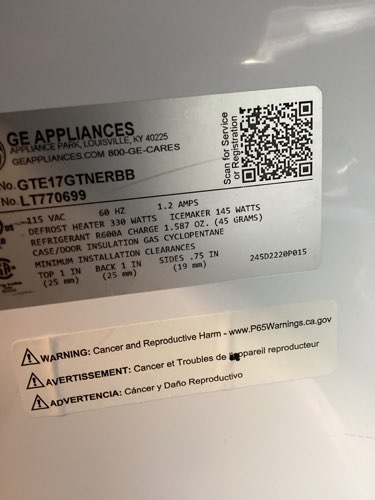 GE APPLIANCES
APPLIANCE PARK, LOUISVILLE, KY 40225
GEAPPLIANCES.COM 800-GE-CARES
Scan for Service
or Registration
No. GTE17GTNERBB
No. LT770699
115 VAC 60 HZ 1.2 AMPS
DEFROST HEATER 330 WATTS ICEMAKER 145 WATTS
REFRIGERANT R600A CHARGE 1.587 OZ. (45 GRAMS)
CASE/DOOR INSULATION GAS CYCLOPENTANE
MINIMUM INSTALLATION CLEARANCES
TOP 1 IN BACK 1 IN SIDES .75 IN 245D2220P015
(25 mm) (25 mm) (19 mm)
WARNING: Cancer and Reproductive Harm - www.P65Warnings.ca.gov
AVERTISSEMENT: Cancer et Troubles de appareil reproducteur
ADVERTENCIA: Cáncer y Daño Reproductivo